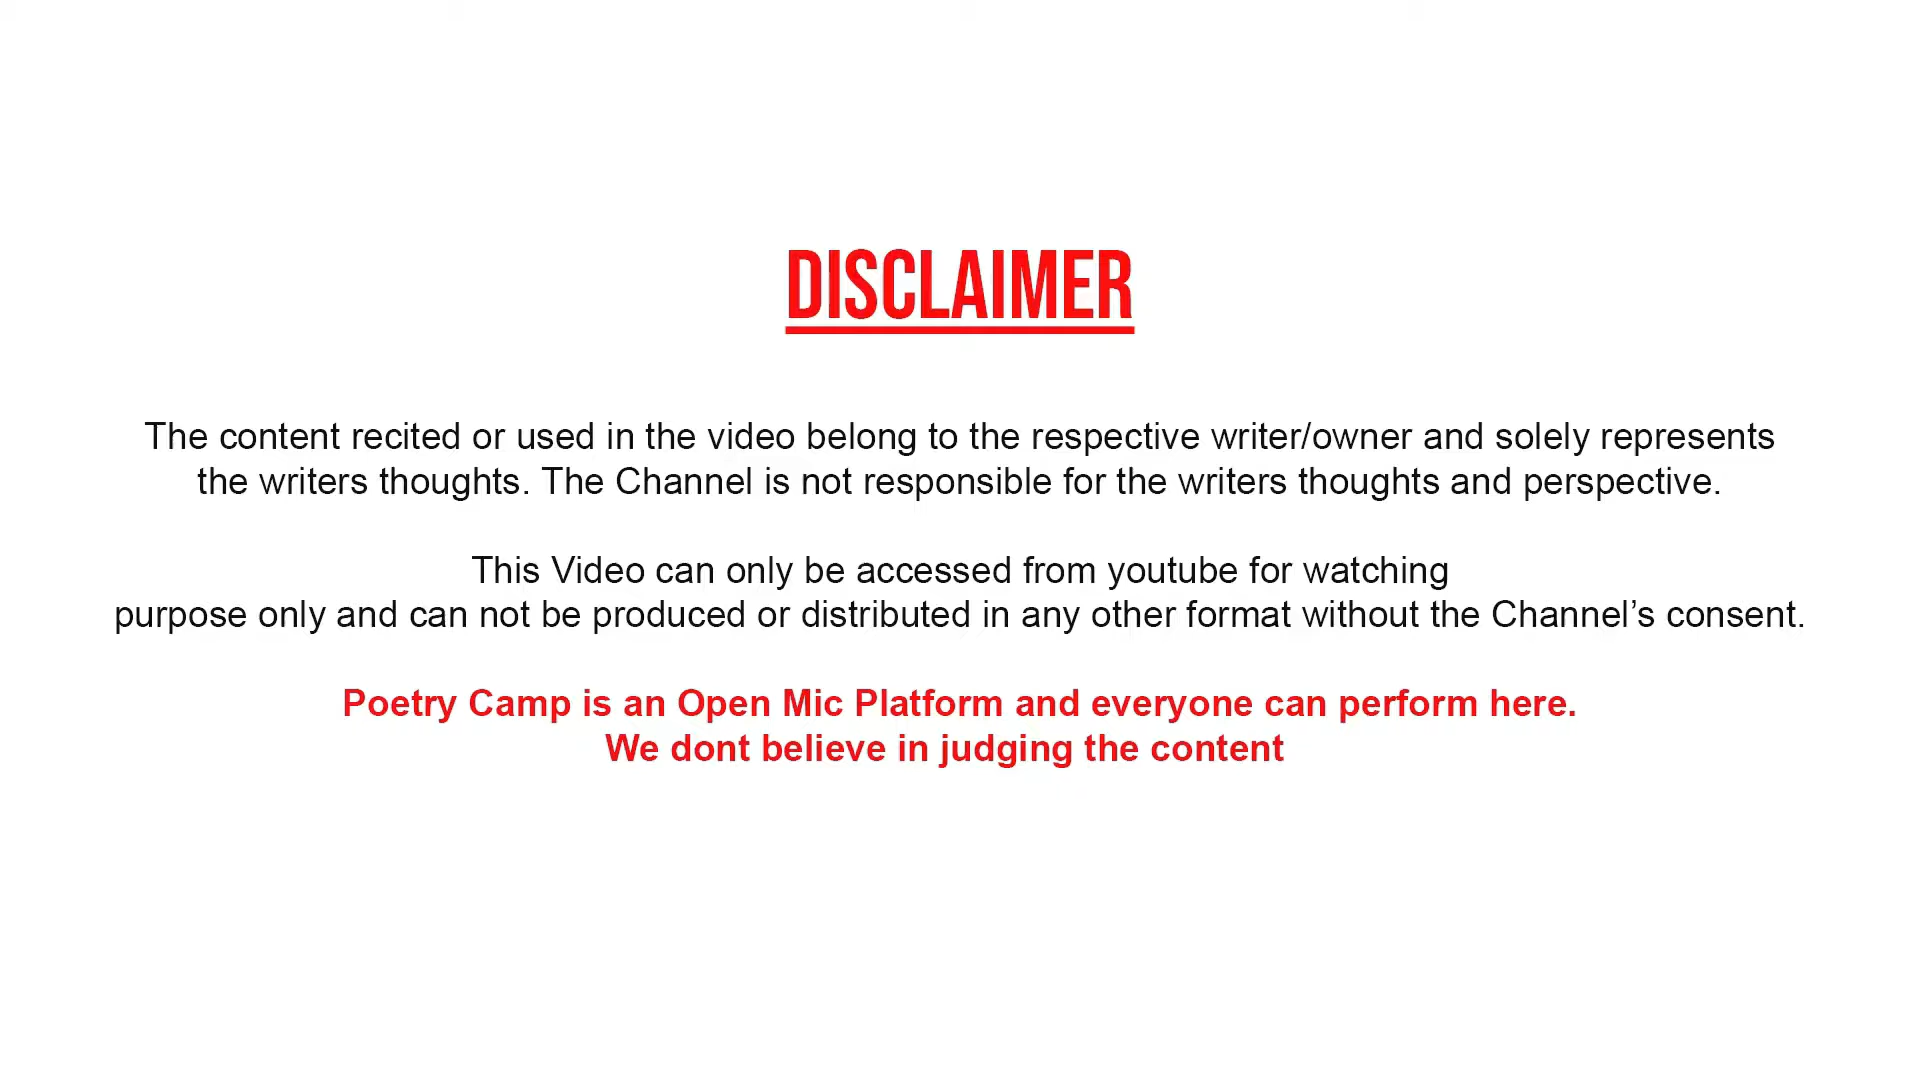 DISCLAIMER
The content recited or used in the video belong to the respective writer/owner and solely represents
the writers thoughts. The Channel is not responsible for the writers thoughts and perspective.
This Video can only be accessed from youtube for watching
purpose only and can not be produced or distributed in any other format without the Channel’s consent.
Poetry Camp is an Open Mic Platform and everyone can perform here.
We dont believe in judging the content